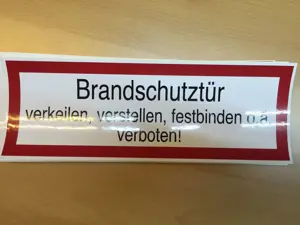 Brandschutztür
verkeilen, verstellen, festbinden o.a.
verboten!